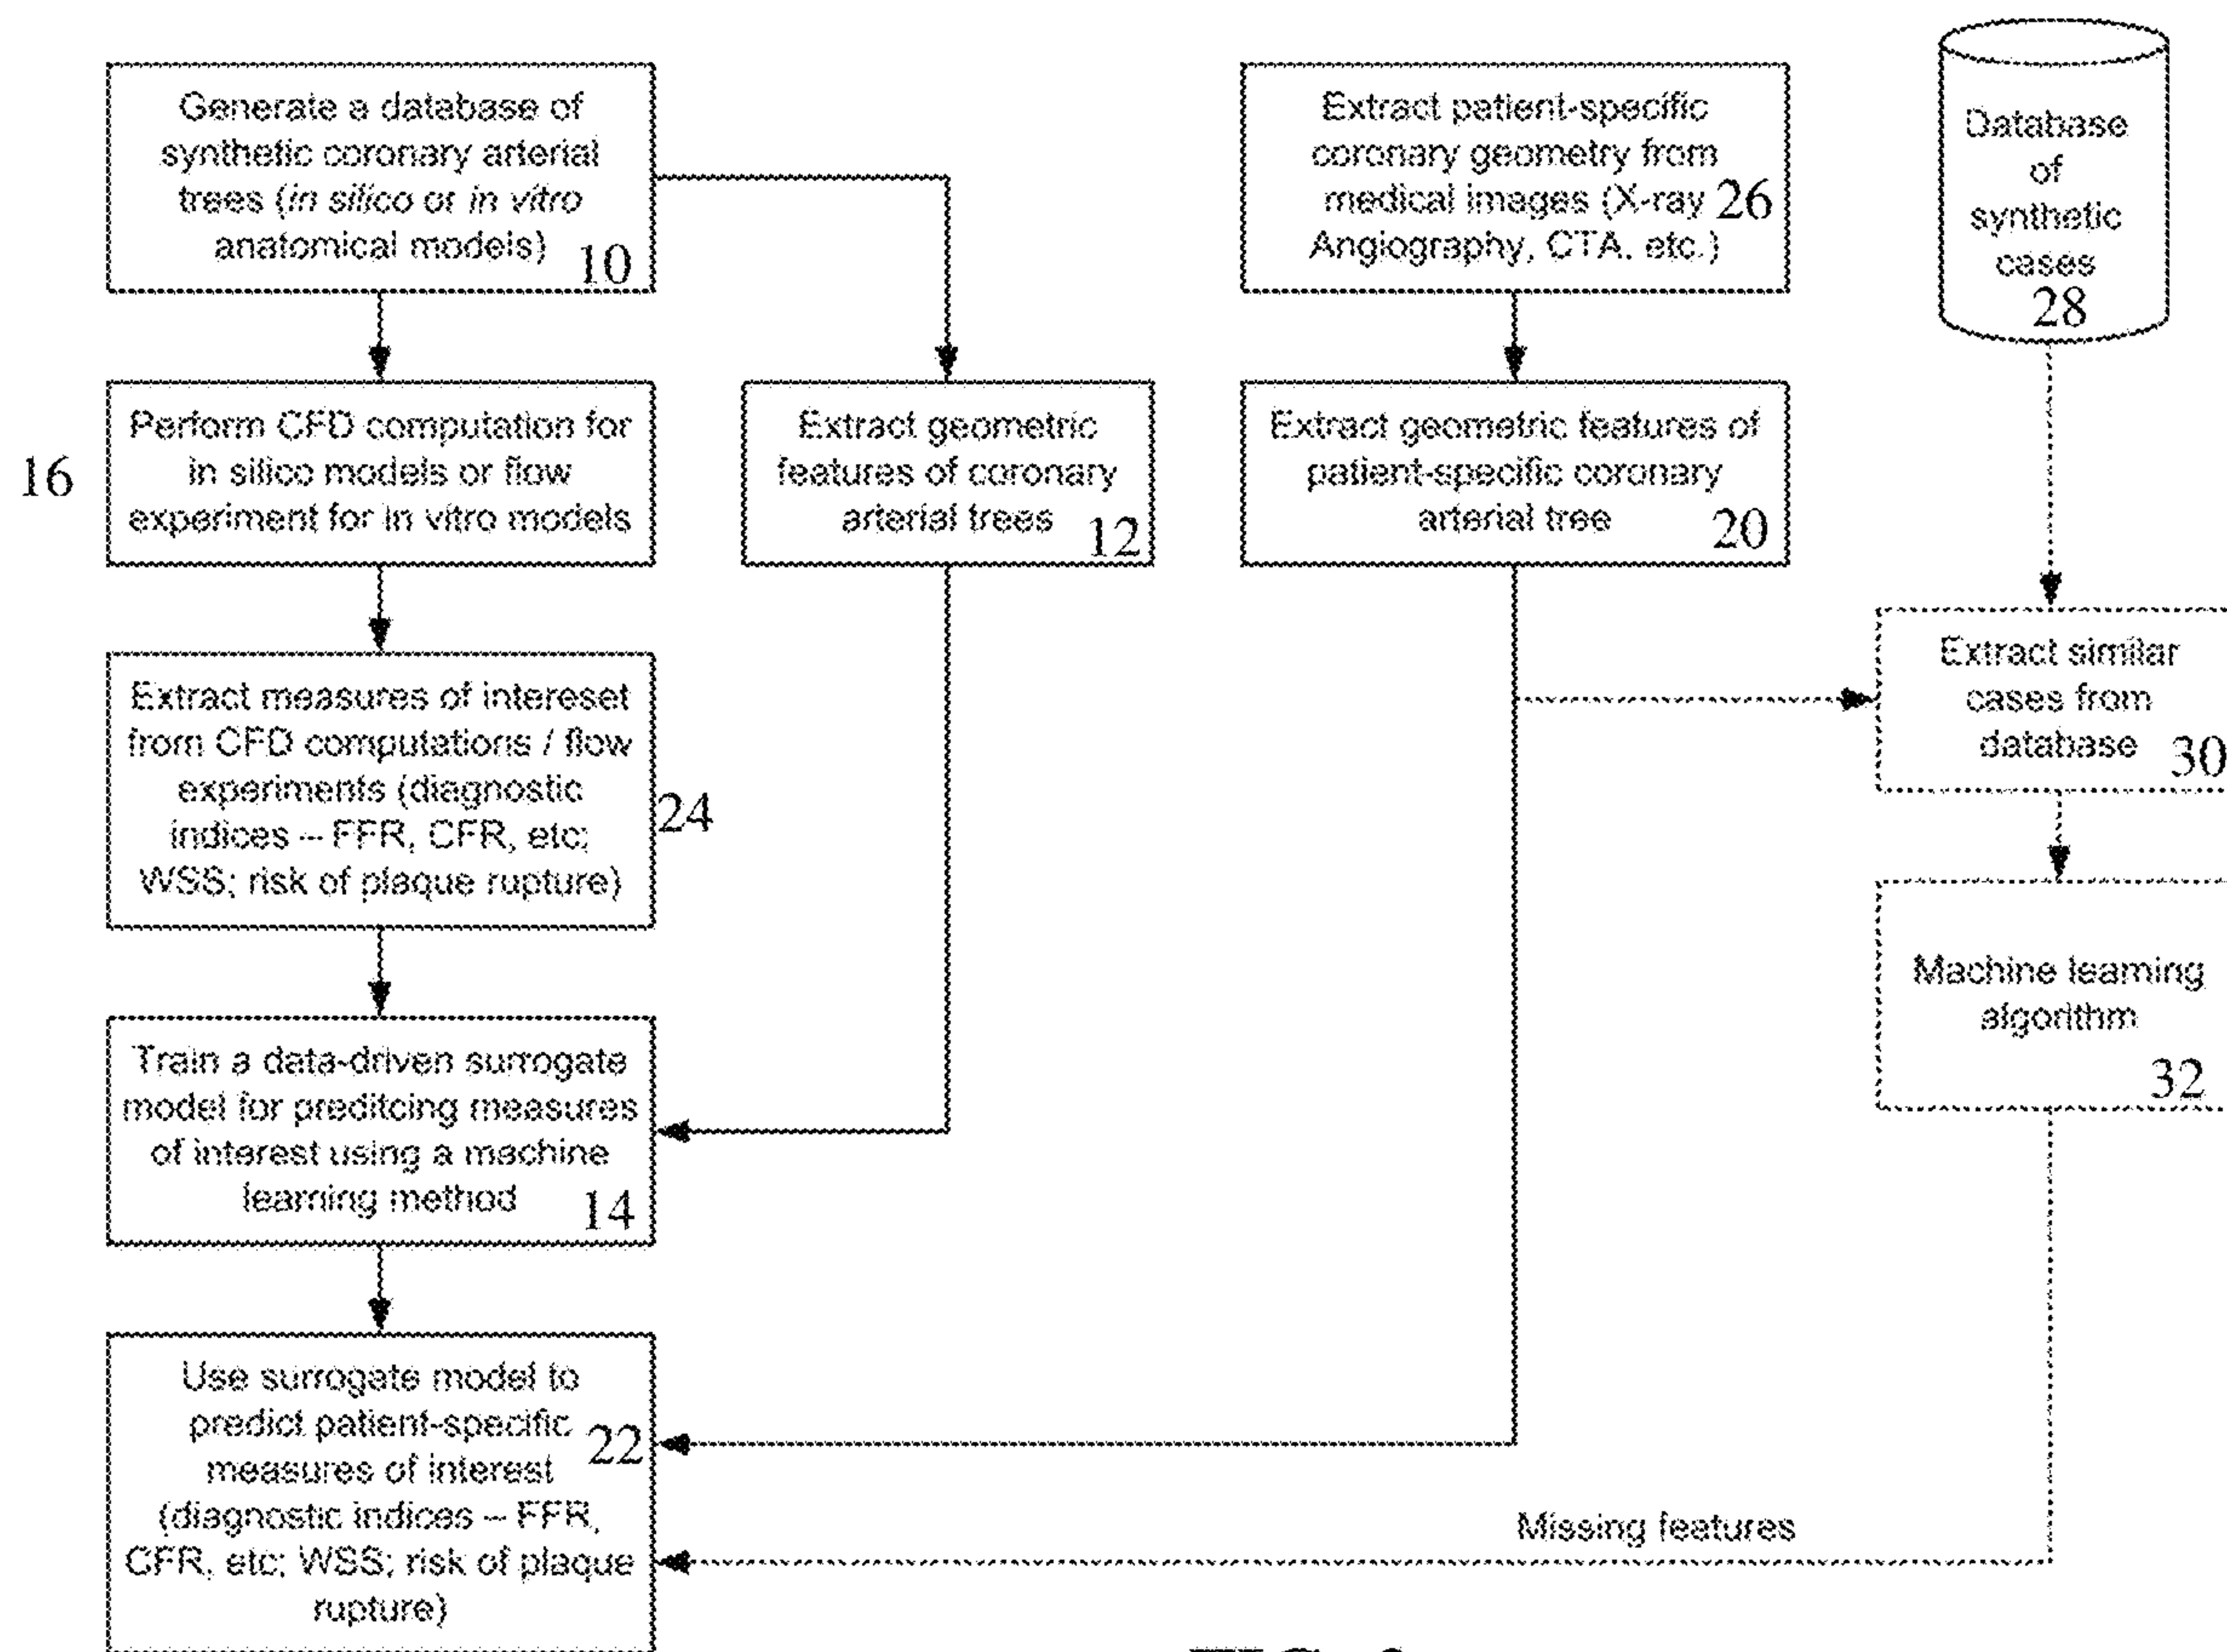 Generate a database of
synthetic coronary arterial
trees (in silico or in vitro
anatomical models)
10
Extract patient-specific
coronary geometry from
medical images (X-ray
Angiography, CTA. etc.)
26
Database
of
synthetic
cases
28
16
Perform CFD computation for
in silico models or flow
experiment for in vitro models
Extract geometric
features of coronary
arterial trees
12
Extract geometric features of
patient-specific coronary
arterial tree
20
Extract measures of intereset
from CFD computations / flow
experiments (diagnostic
indices – FFR, CFR, etc;
WSS; risk of plaque rupture)
24
Extract similar
cases from
database
30
Train a data-driven surrogate
model for preditcing measures
of interest using a machine
learning method
14
Machine learning
algorithm
32
Use surrogate model to
predict patient-specific
measures of interest
(diagnostic indices – FFR,
CFR, etc; WSS; risk of plaque
rupture)
22
Missing features